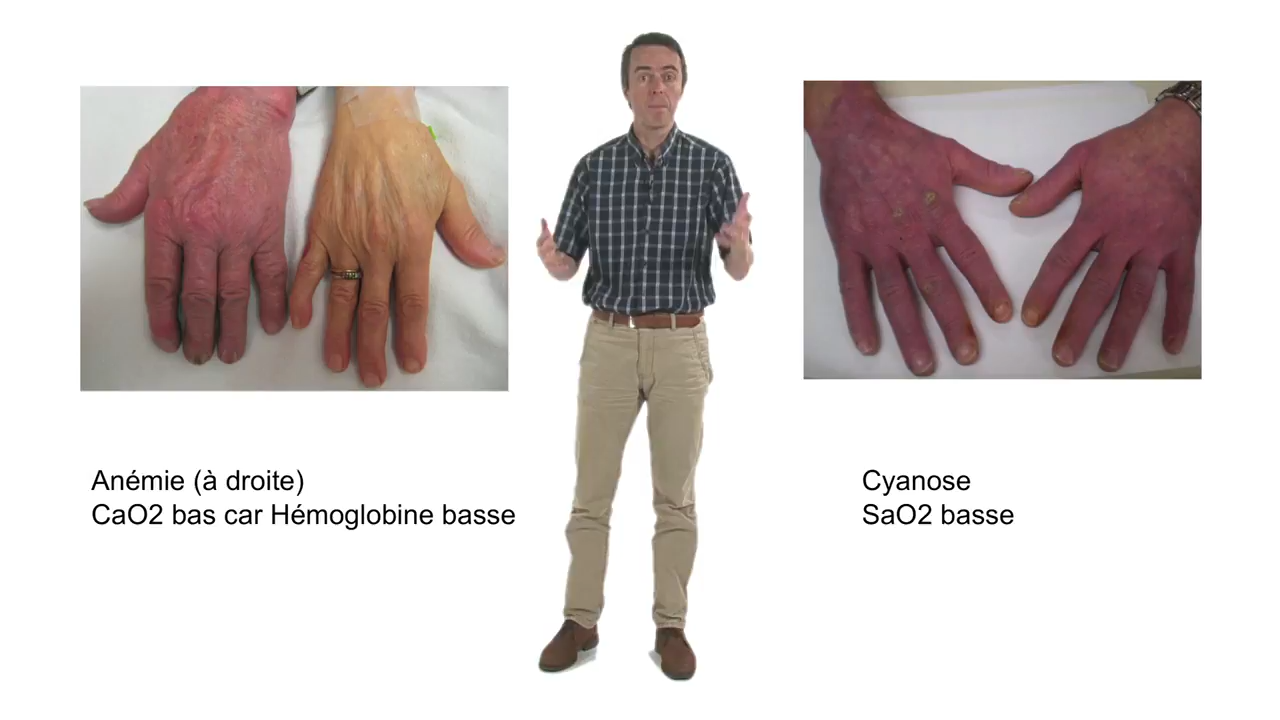 Anémie (à droite)
CaO2 bas car Hémoglobine basse
Cyanose
SaO2 basse